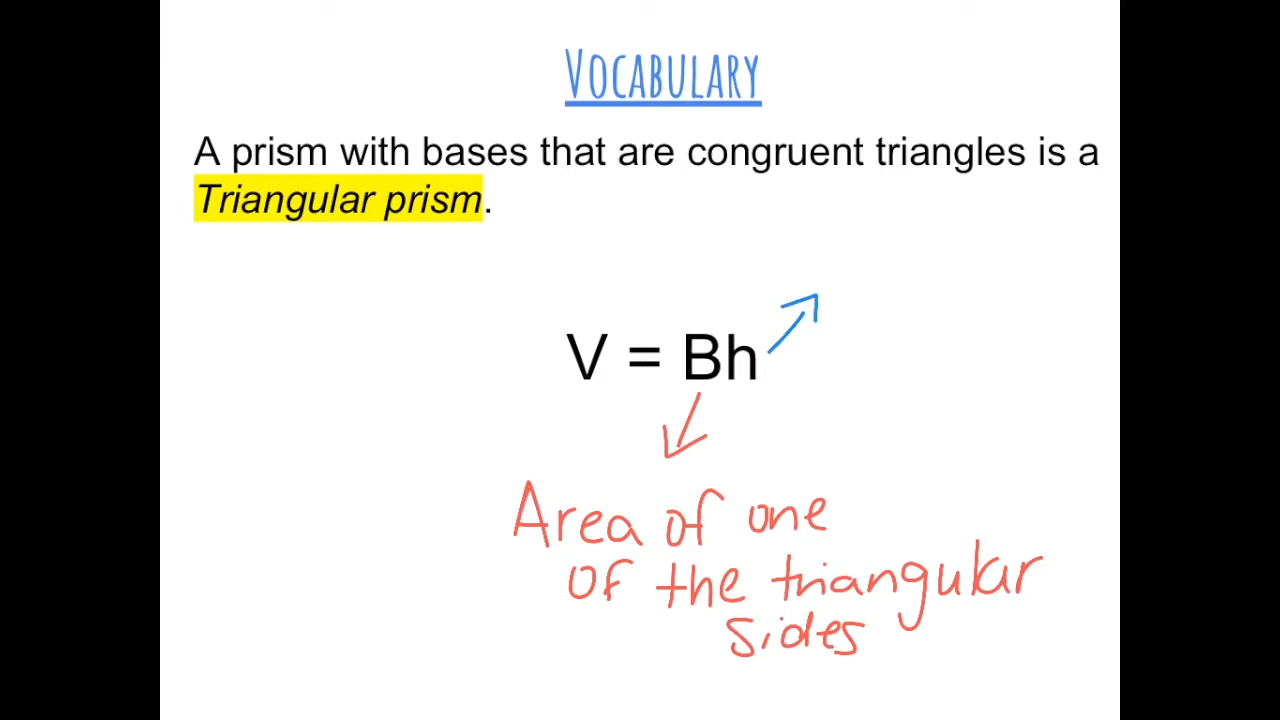 VOCABULARY
A prism with bases that are congruent triangles is a
Triangular prism.
V = Bh
Area of one
of the triangular
sides